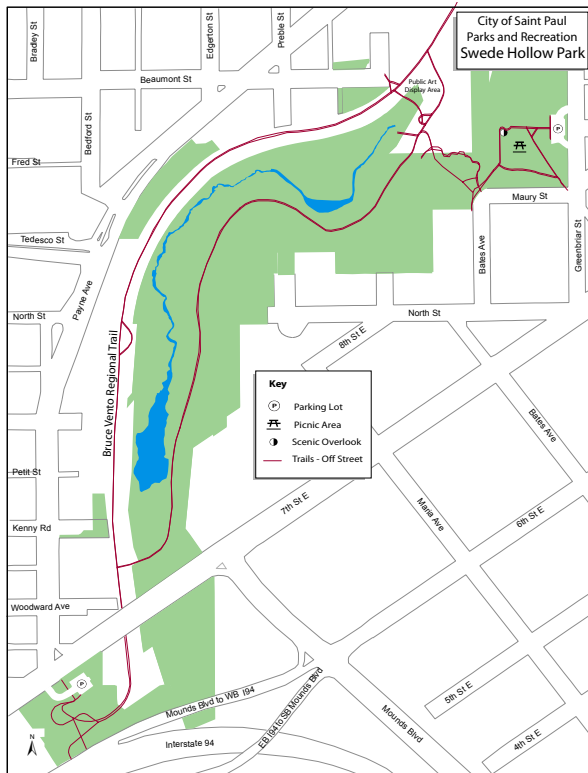 City of Saint Paul
Parks and Recreation
Swede Hollow Park
Bradley St
Edgerton St
Preble St
Beaumont St
Public Art
Display Area
Bedford St
P
Fred St
Maury St
Greenbriar St
Tedesco St
Bates Ave
Payne Ave
North St
North St
8th St E
Bruce Vento Regional Trail
Key
P Parking Lot
Picnic Area
Scenic Overlook
Trails - Off Street
Bates Ave
Petit St
7th St E
Maria Ave
6th St E
Kenny Rd
Woodward Ave
P
Mounds Blvd to WB I94
5th St E
EB I94 to SB Mounds Blvd
Mounds Blvd
4th St E
N
Interstate 94